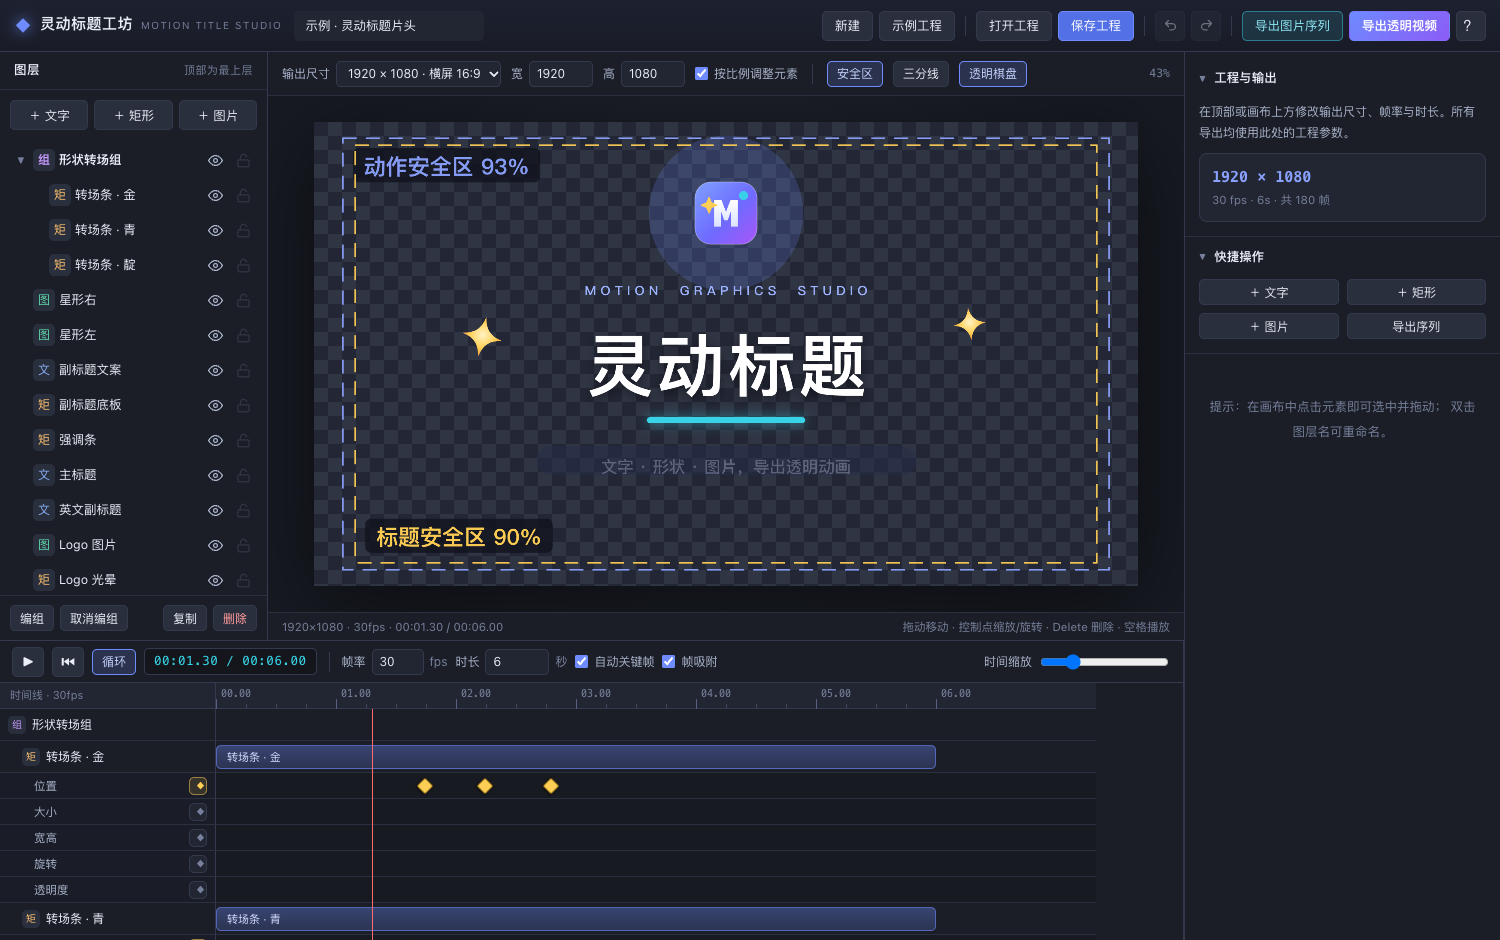 灵动标题工坊 MOTION TITLE STUDIO 示例 · 灵动标题片头 新建 示例工程 打开工程 保存工程 导出图片序列 导出透明视频 ?
图层 顶部为最上层
+ 文字 + 矩形 + 图片
组 形状转场组
矩 转场条 · 金
矩 转场条 · 青
矩 转场条 · 靛
图 星形右
图 星形左
文 副标题文案
矩 副标题底板
矩 强调条
文 主标题
文 英文副标题
图 Logo 图片
矩 Logo 光晕
编组 取消编组 复制 删除
输出尺寸 1920 × 1080 · 横屏 16:9 宽 1920 高 1080 按比例调整元素 安全区 三分线 透明棋盘 43%
动作安全区 93%
M
MOTION GRAPHICS STUDIO
灵动标题
文字 · 形状 · 图片，导出透明动画
标题安全区 90%
1920×1080 · 30fps · 00:01.30 / 00:06.00 拖动移动 · 控制点缩放/旋转 · Delete 删除 · 空格播放
工程与输出
在顶部或画布上方修改输出尺寸、帧率与时长。所有
导出均使用此处的工程参数。
1920 × 1080
30 fps · 6s · 共 180 帧
快捷操作
+ 文字 + 矩形
+ 图片 导出序列
提示：在画布中点击元素即可选中并拖动； 双击
图层名可重命名。
循环 00:01.30 / 00:06.00 帧率 30 fps 时长 6 秒 自动关键帧 帧吸附 时间缩放
时间线 · 30fps 00.00 01.00 02.00 03.00 04.00 05.00 06.00
组 形状转场组
矩 转场条 · 金 转场条 · 金
位置
大小
宽高
旋转
透明度
矩 转场条 · 青 转场条 · 青